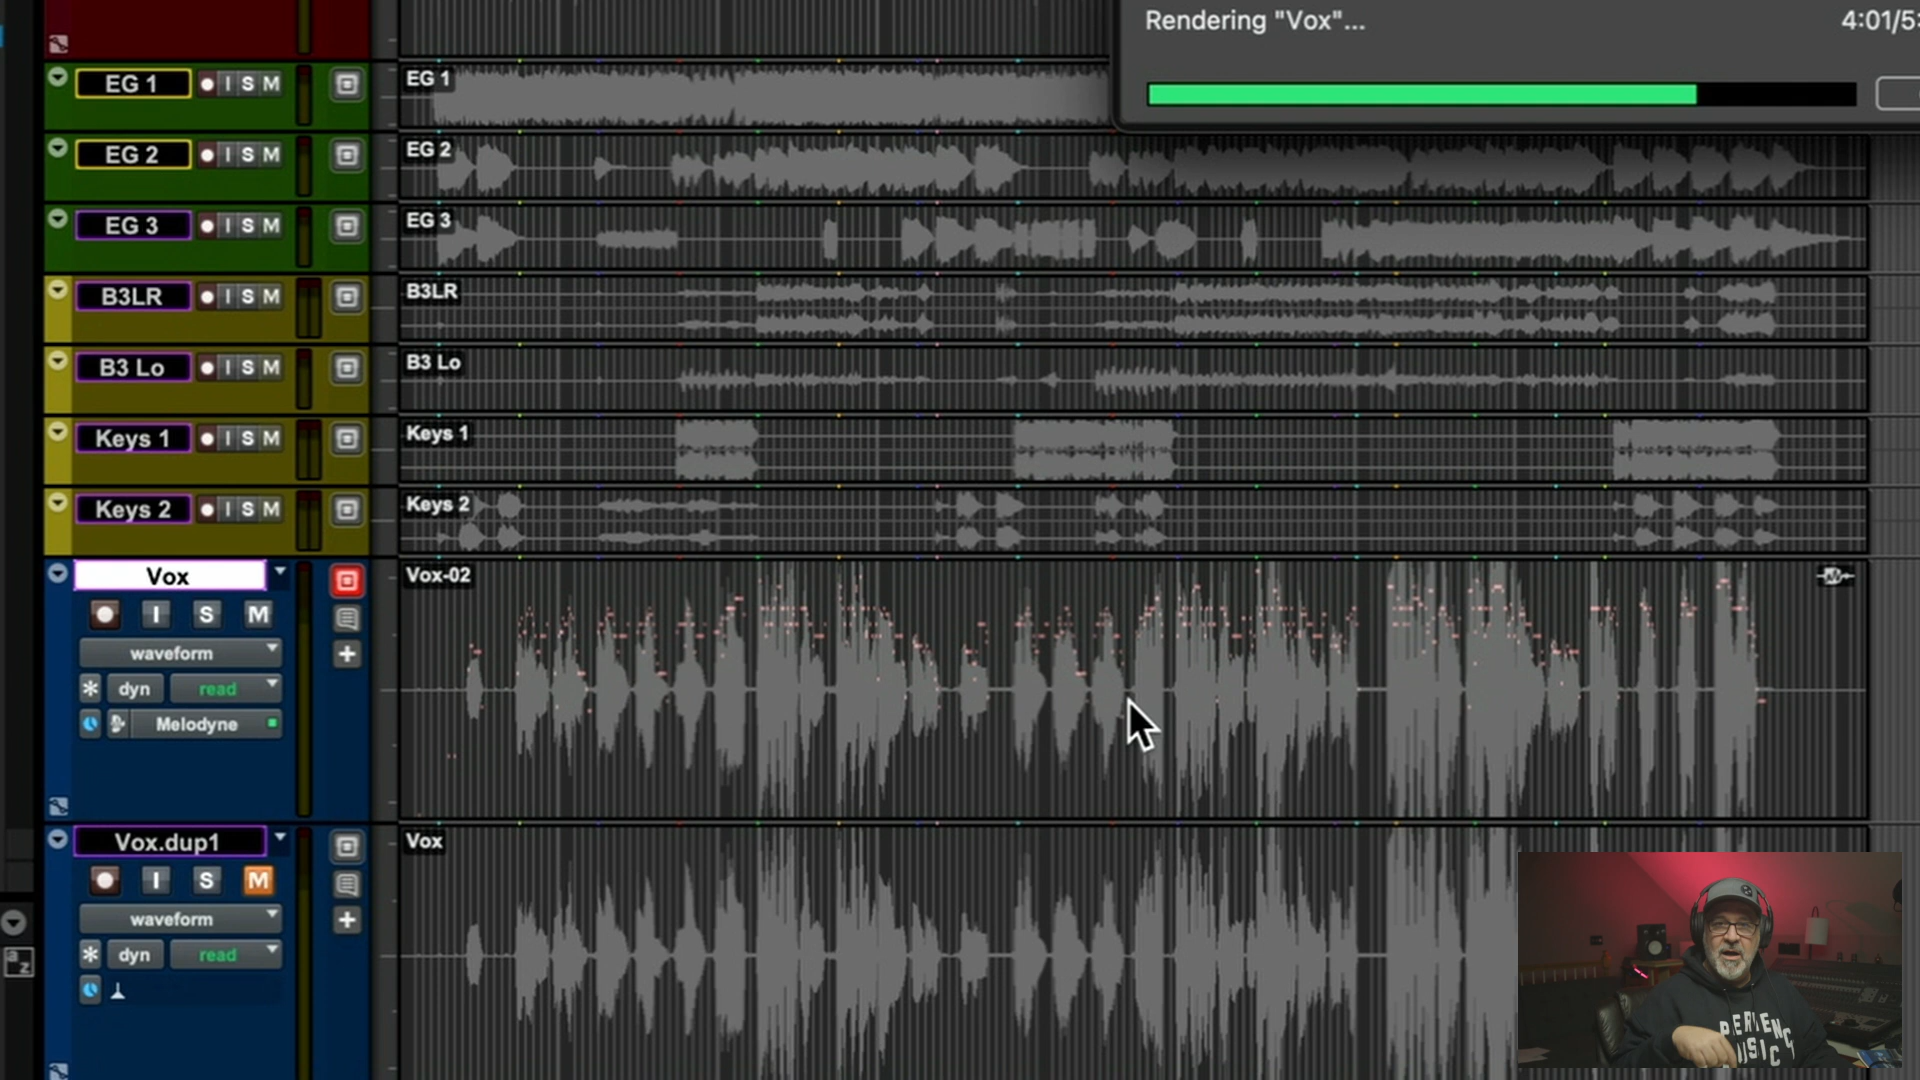 Rendering "Vox"...
4:01/5:
EG 1
I S M
EG 1
EG 2
I S M
EG 2
EG 3
I S M
EG 3
B3LR
I S M
B3LR
B3 Lo
I S M
B3 Lo
Keys 1
I S M
Keys 1
Keys 2
I S M
Keys 2
Vox
Vox-02
I S M
waveform
* dyn read
Melodyne
Vox.dup1
Vox
I S M
waveform
* dyn read
a
z